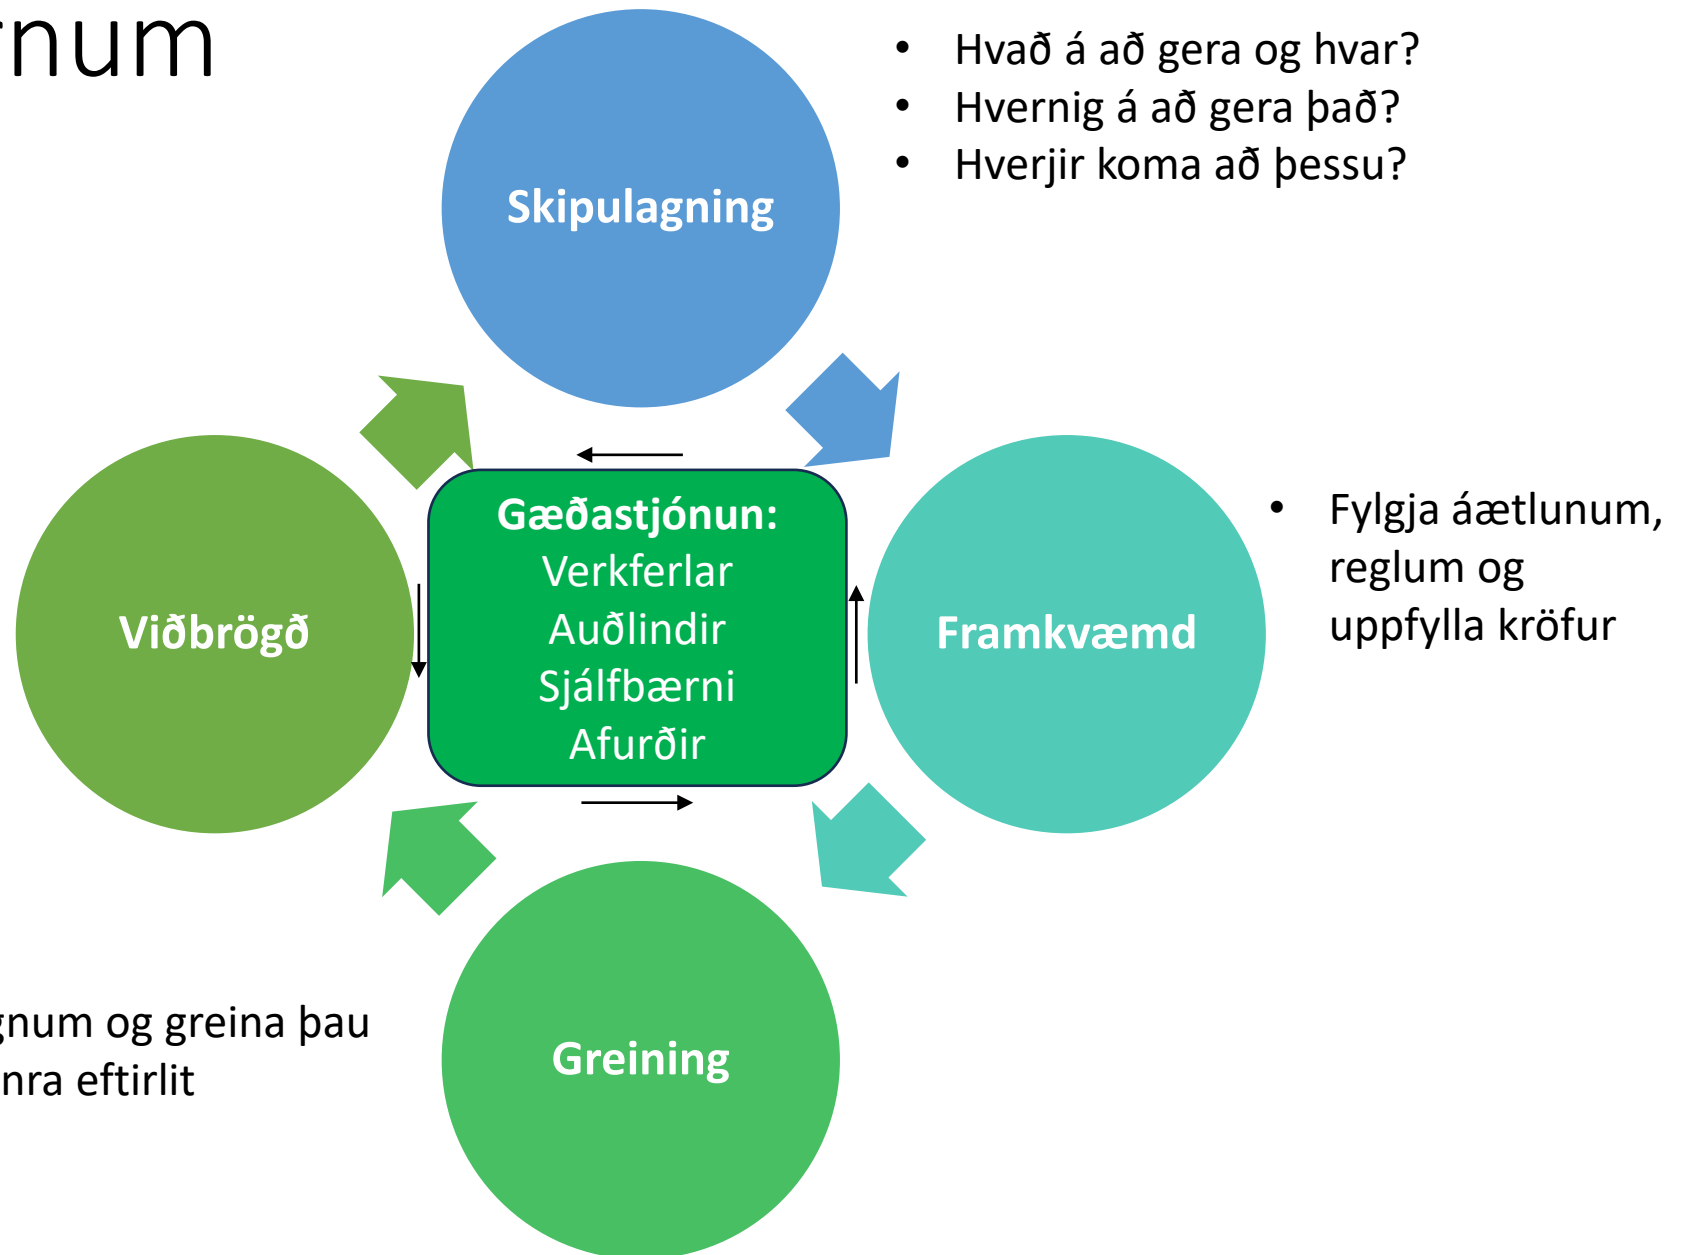 rnum
• Hvað á að gera og hvar?
• Hvernig á að gera það?
• Hverjir koma að þessu?
Skipulagning
Gæðastjónun:
Verkferlar
Auðlindir
Sjálfbærni
Afurðir
Viðbrögð
Framkvæmd
• Fylgja áætlunum,
reglum og
uppfylla kröfur
gnum og greina þau
nra eftirlit
Greining